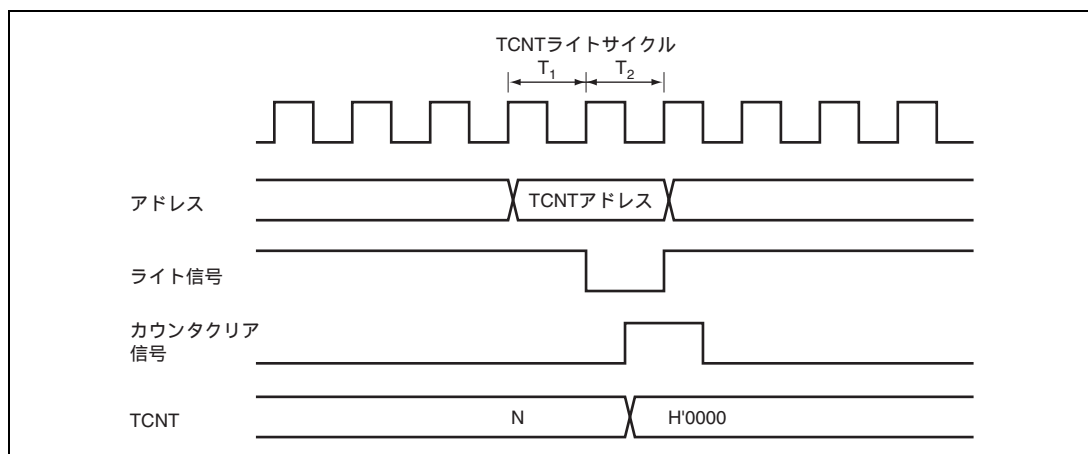 TCNTライトサイクル
T1 T2
アドレス
TCNTアドレス
ライト信号
カウンタクリア
信号
TCNT
N
H'0000